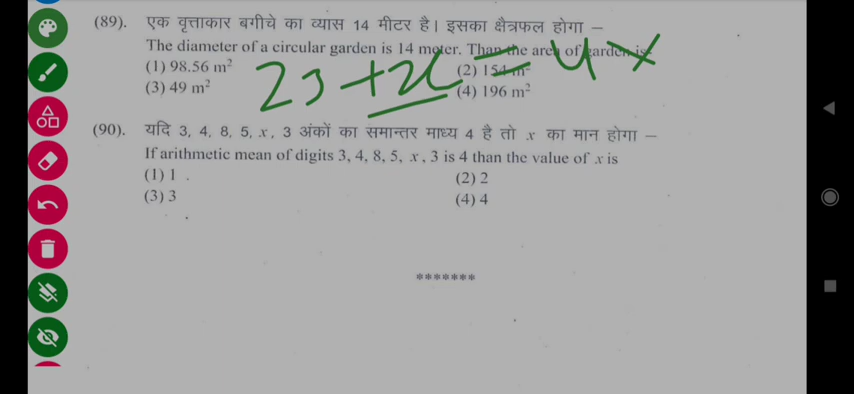 (89). एक वृत्ताकार बगीचे का व्यास 14 मीटर है। इसका क्षैत्रफल होगा –
The diameter of a circular garden is 14 meter. Than the area of garden is
(1) 98.56 m² (2) 154 m²
(3) 49 m² (4) 196 m²
23 + x = 4 x
(90). यदि 3, 4, 8, 5, x, 3 अंकों का समान्तर माध्य 4 है तो x का मान होगा –
If arithmetic mean of digits 3, 4, 8, 5, x, 3 is 4 than the value of x is
(1) 1 (2) 2
(3) 3 (4) 4
*******